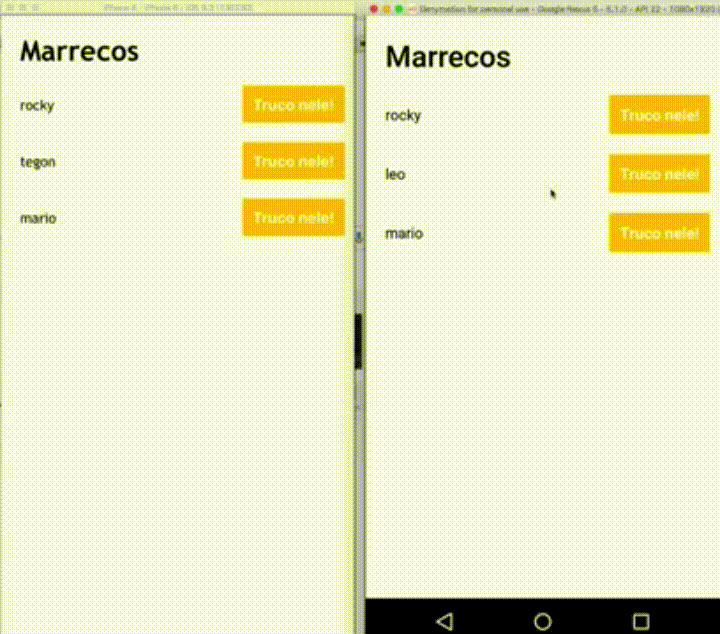 iPhone 6 - iPhone 6 / iOS 9.3 (13E230)
Marrecos
rocky
Truco nele!
tegon
Truco nele!
mario
Truco nele!
Genymotion for personal use - Google Nexus 5 - 5.1.0 - API 22 - 1080x1920
Marrecos
rocky
Truco nele!
leo
Truco nele!
mario
Truco nele!